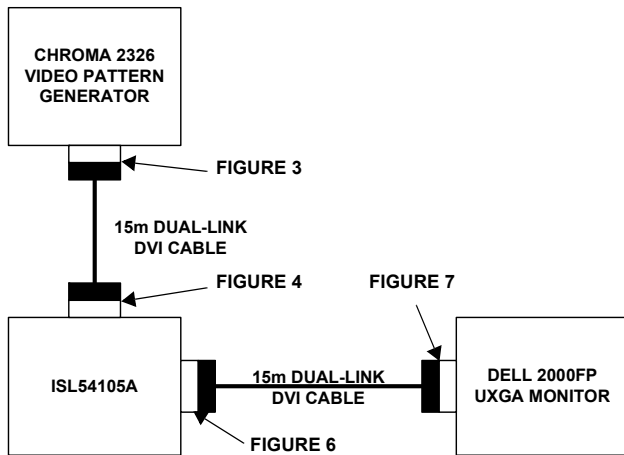 CHROMA 2326
VIDEO PATTERN
GENERATOR
FIGURE 3
15m DUAL-LINK
DVI CABLE
FIGURE 4
FIGURE 7
ISL54105A
15m DUAL-LINK
DVI CABLE
DELL 2000FP
UXGA MONITOR
FIGURE 6